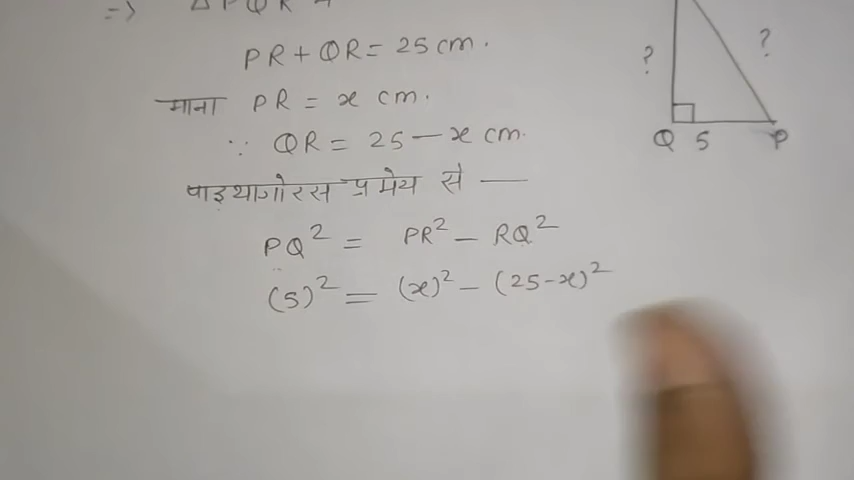 => Δ PQR
PR + QR = 25 cm.
माना PR = x cm.
∵ QR = 25 - x cm.
पाइथागोरस प्रमेय से —
PQ² = PR² - RQ²
(5)² = (x)² - (25-x)²
?
?
Q 5 P